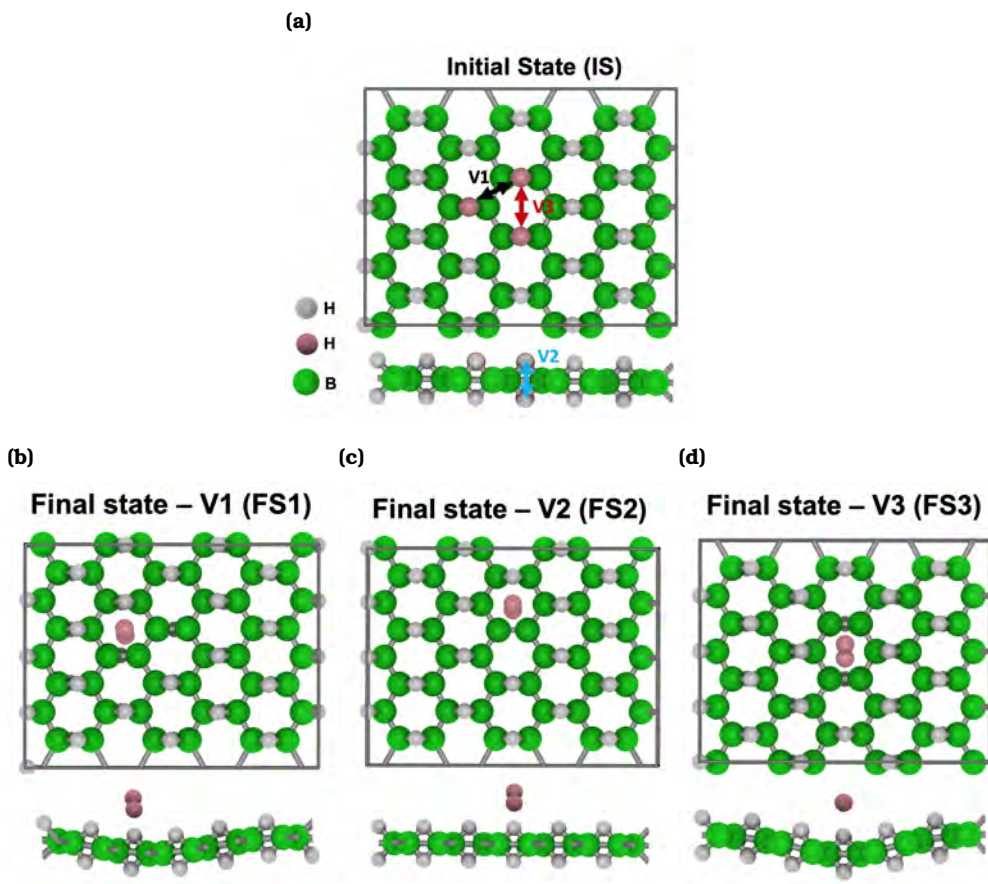 (a)
Initial State (IS)
V1
V3
H
H
B
V2
(b)
(c)
(d)
Final state – V1 (FS1)
Final state – V2 (FS2)
Final state – V3 (FS3)